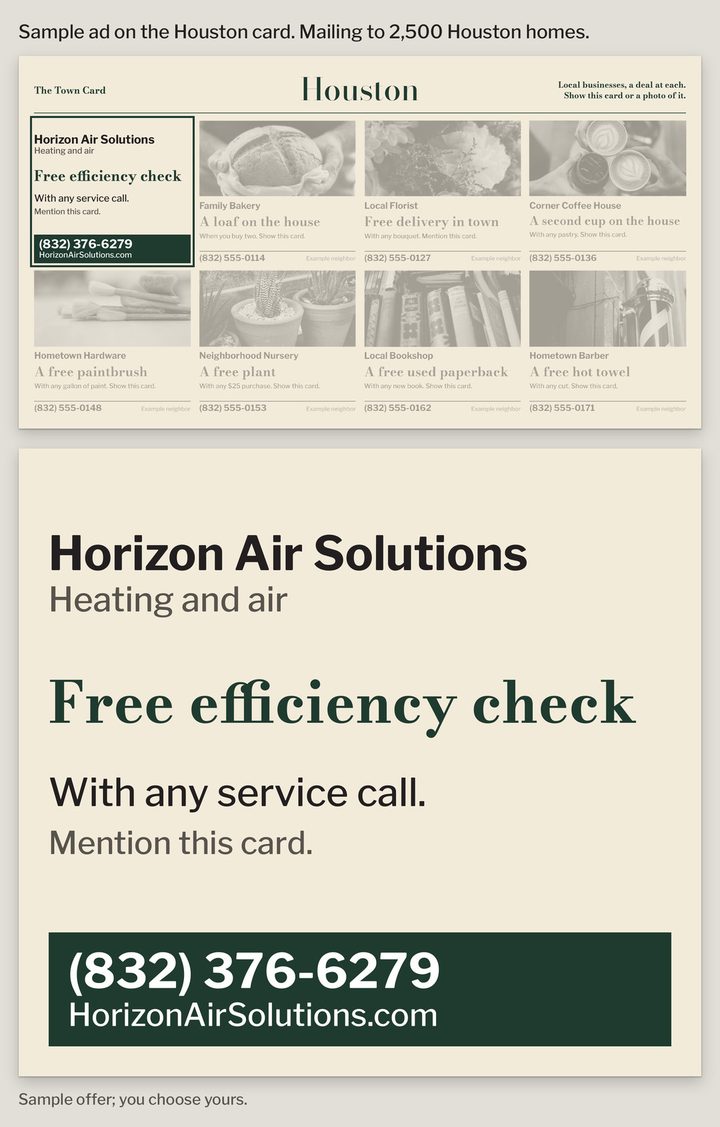 Sample ad on the Houston card. Mailing to 2,500 Houston homes.
The Town Card
Houston
Local businesses, a deal at each.
Show this card or a photo of it.
Horizon Air Solutions
Heating and air
Free efficiency check
With any service call.
Mention this card.
(832) 376-6279
HorizonAirSolutions.com
Family Bakery
A loaf on the house
When you buy two. Show this card.
(832) 555-0114
Example neighbor
Local Florist
Free delivery in town
With any bouquet. Mention this card.
(832) 555-0127
Example neighbor
Corner Coffee House
A second cup on the house
With any pastry. Show this card.
(832) 555-0136
Example neighbor
Hometown Hardware
A free paintbrush
With any gallon of paint. Show this card.
(832) 555-0148
Example neighbor
Neighborhood Nursery
A free plant
With any $25 purchase. Show this card.
(832) 555-0153
Example neighbor
Local Bookshop
A free used paperback
With any new book. Show this card.
(832) 555-0162
Example neighbor
Hometown Barber
A free hot towel
With any cut. Show this card.
(832) 555-0171
Example neighbor
Horizon Air Solutions
Heating and air
Free efficiency check
With any service call.
Mention this card.
(832) 376-6279
HorizonAirSolutions.com
Sample offer; you choose yours.